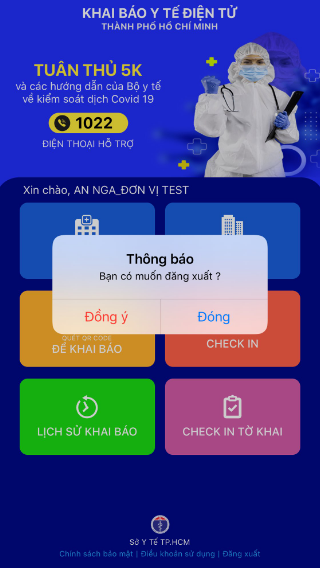 KHAI BÁO Y TẾ ĐIỆN TỬ
THÀNH PHỐ HỒ CHÍ MINH
TUÂN THỦ 5K
và các hướng dẫn của Bộ y tế
về kiểm soát dịch Covid 19
1022
ĐIỆN THOẠI HỖ TRỢ
Xin chào, AN NGA_ĐƠN VỊ TEST
Thông báo
Bạn có muốn đăng xuất ?
Đồng ý
Đóng
QUÉT QR CODE
ĐỂ KHAI BÁO
CHECK IN
LỊCH SỬ KHAI BÁO
CHECK IN TỜ KHAI
Sở Y Tế TP.HCM
Chính sách bảo mật | Điều khoản sử dụng | Đăng xuất